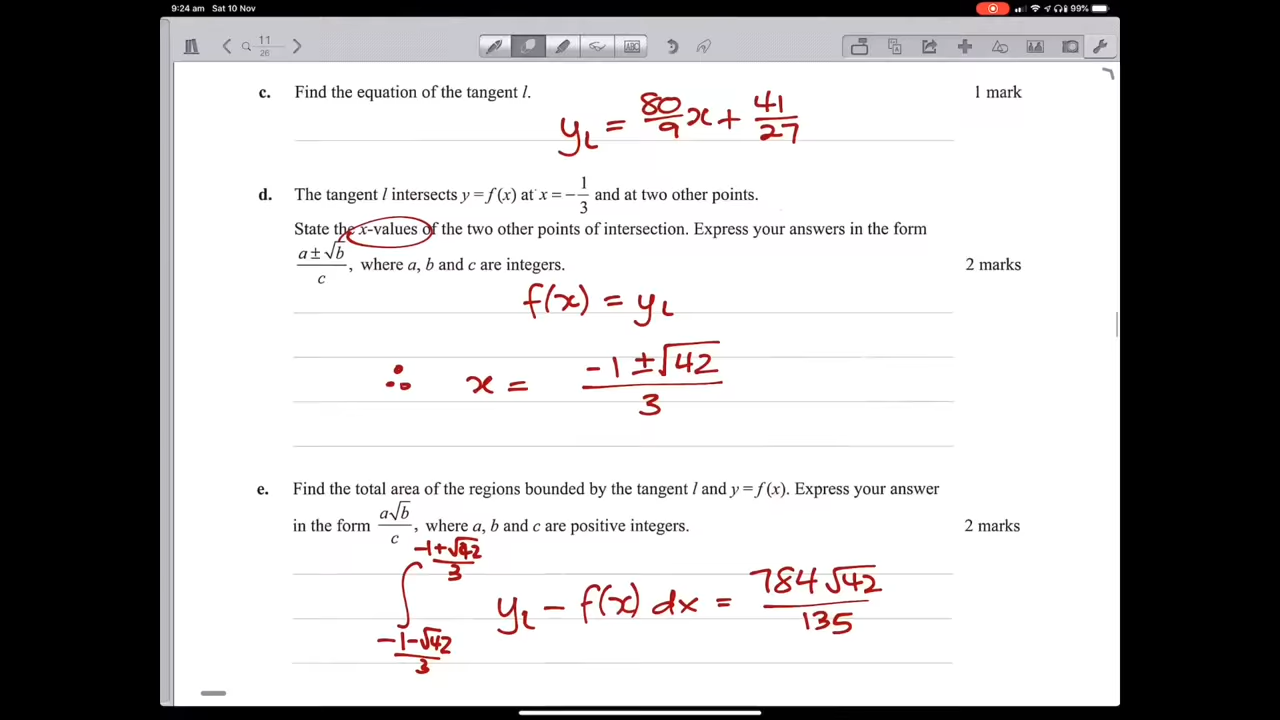 9:24 am Sat 10 Nov
99%
11
26
ABC
c. Find the equation of the tangent l. 1 mark
y_L = 80/9 x + 41/27
d. The tangent l intersects y = f(x) at x = −1/3 and at two other points.
State the x-values of the two other points of intersection. Express your answers in the form
(a ± √b)/c, where a, b and c are integers. 2 marks
f(x) = y_L
∴ x = (-1 ± √42)/3
e. Find the total area of the regions bounded by the tangent l and y = f(x). Express your answer
in the form a√b/c, where a, b and c are positive integers. 2 marks
∫_{(-1-√42)/3}^{(-1+√42)/3} y_L − f(x) dx = 784√42/135